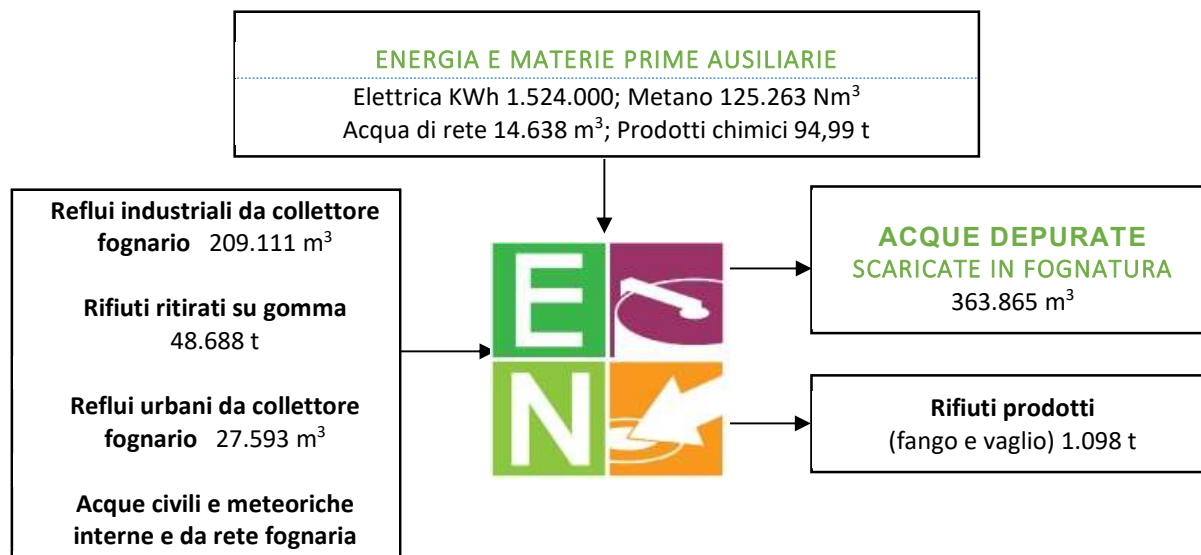 ENERGIA E MATERIE PRIME AUSILIARIE
Elettrica KWh 1.524.000; Metano 125.263 Nm³
Acqua di rete 14.638 m³; Prodotti chimici 94,99 t
Reflui industriali da collettore
fognario 209.111 m³
Rifiuti ritirati su gomma
48.688 t
Reflui urbani da collettore
fognario 27.593 m³
Acque civili e meteoriche
interne e da rete fognaria
E
N
ACQUE DEPURATE
SCARICATE IN FOGNATURA
363.865 m³
Rifiuti prodotti
(fango e vaglio) 1.098 t